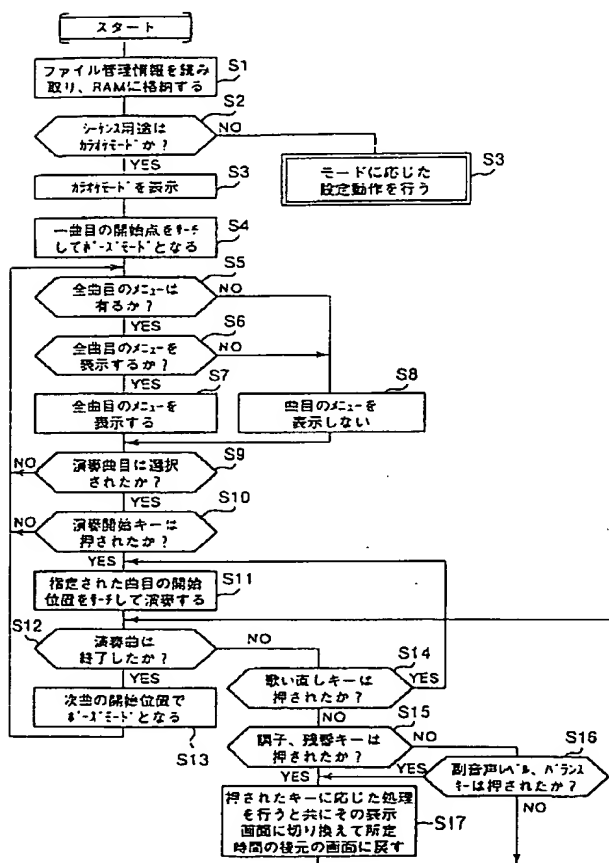 スタート
ファイル管理情報を読み
取り、RAMに格納する
S1
S2
シーケンス用途は
カラオケモードか?
NO
YES
カラオケモードを表示
S3
モードに応じた
設定動作を行う
S3
一曲目の開始点をサーチ
してポーズモードとなる
S4
S5
全曲目のメニューは
有るか?
NO
YES
S6
全曲目のメニューを
表示するか?
NO
YES
S7
全曲目のメニューを
表示する
S8
曲目のメニューを
表示しない
S9
NO
演奏曲目は選択
されたか?
YES
S10
NO
演奏開始キーは
押されたか?
YES
S11
指定された曲目の開始
位置をサーチして演奏する
S12
演奏曲は
終了したか?
NO
YES
S14
歌い直しキーは
押されたか?
YES
NO
次曲の開始位置で
ポーズモードとなる
S13
S15
調子、残響キーは
押されたか?
NO
YES
S16
副音声レベル、バランス
キーは押されたか?
YES
NO
押されたキーに応じた処理
を行うと共にその表示
画面に切り換えて所定
時間の後元の画面に戻す
S17